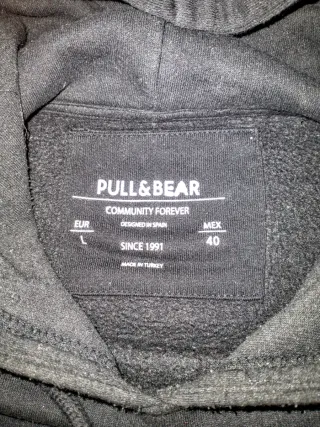 PULL&BEAR
COMMUNITY FOREVER
EUR DESIGNED IN SPAIN MEX
L SINCE 1991 40
MADE IN TURKEY